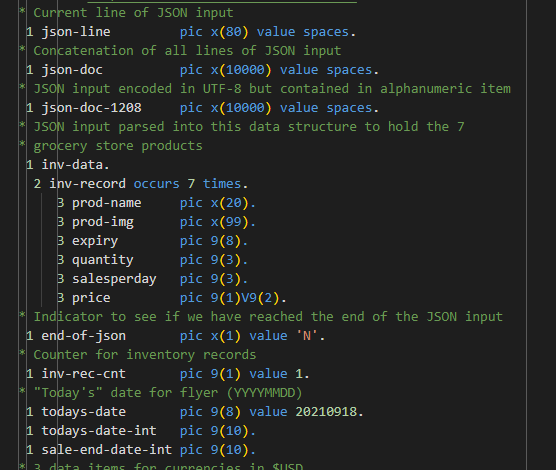 * Current line of JSON input
1 json-line pic x(80) value spaces.
* Concatenation of all lines of JSON input
1 json-doc pic x(10000) value spaces.
* JSON input encoded in UTF-8 but contained in alphanumeric item
1 json-doc-1208 pic x(10000) value spaces.
* JSON input parsed into this data structure to hold the 7
* grocery store products
1 inv-data.
2 inv-record occurs 7 times.
3 prod-name pic x(20).
3 prod-img pic x(99).
3 expiry pic 9(8).
3 quantity pic 9(3).
3 salesperday pic 9(3).
3 price pic 9(1)V9(2).
* Indicator to see if we have reached the end of the JSON input
1 end-of-json pic x(1) value 'N'.
* Counter for inventory records
1 inv-rec-cnt pic 9(1) value 1.
* "Today's" date for flyer (YYYYMMDD)
1 todays-date pic 9(8) value 20210918.
1 todays-date-int pic 9(10).
1 sale-end-date-int pic 9(10).
* 3 data items for currencies in $USD